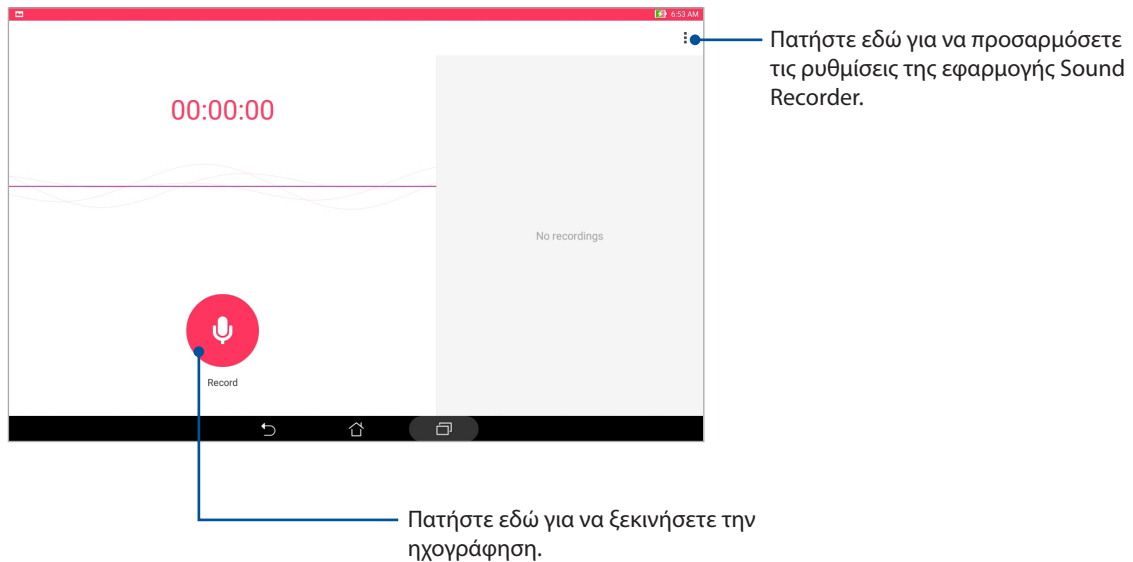 6:53 AM
Πατήστε εδώ για να προσαρμόσετε
τις ρυθμίσεις της εφαρμογής Sound
Recorder.
00:00:00
No recordings
Record
Πατήστε εδώ για να ξεκινήσετε την
ηχογράφηση.